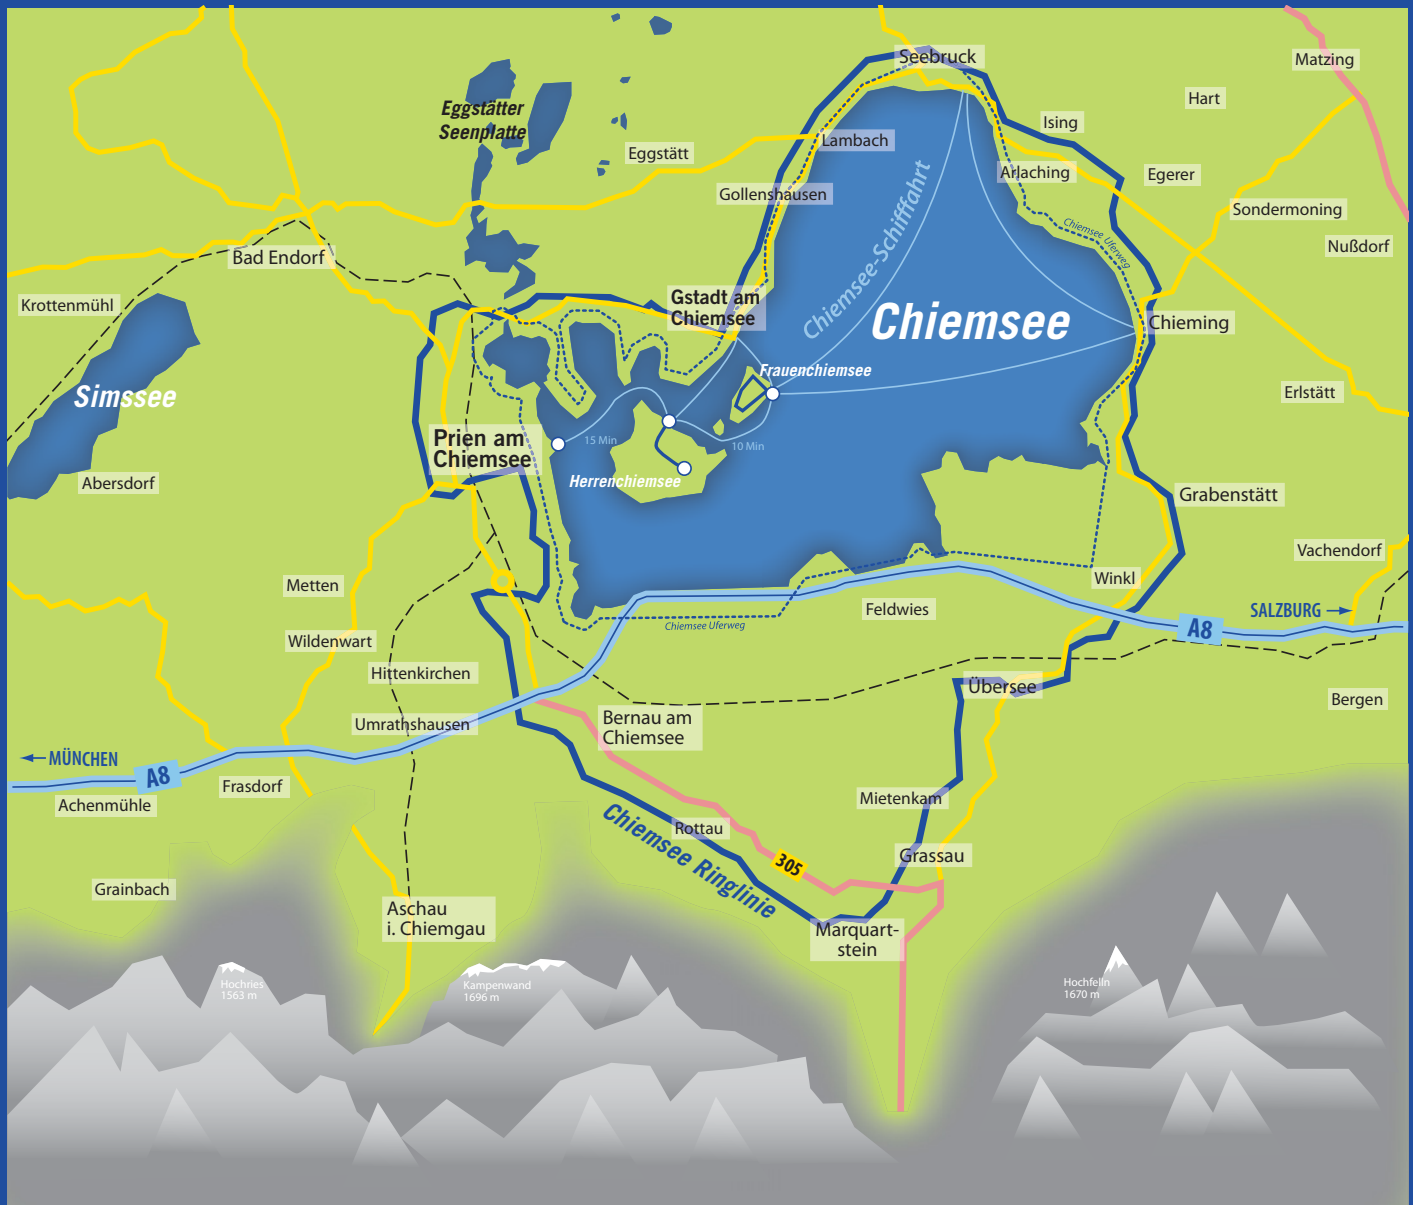 Seebruck
Matzing
Hart
Eggstätter
Seenplatte
Ising
Lambach
Eggstätt
Arlaching
Egerer
Gollenshausen
Sondermoning
Chiemsee Uferweg
Nußdorf
Bad Endorf
Chiemsee-Schifffahrt
Krottenmühl
Gstadt am
Chiemsee
Chiemsee
Chieming
Frauenchiemsee
Simssee
Erlstätt
Prien am
Chiemsee
15 Min
10 Min
Herrenchiemsee
Abersdorf
Grabenstätt
Vachendorf
Metten
Winkl
Feldwies
SALZBURG
A8
Chiemsee Uferweg
Wildenwart
Hittenkirchen
Übersee
Bergen
Umrathshausen
Bernau am
Chiemsee
MÜNCHEN
A8
Frasdorf
Achenmühle
Mietenkam
Rottau
Chiemsee Ringlinie
305
Grassau
Grainbach
Aschau
i. Chiemgau
Marquart-
stein
Hochries
1563 m
Kampenwand
1696 m
Hochfelln
1670 m